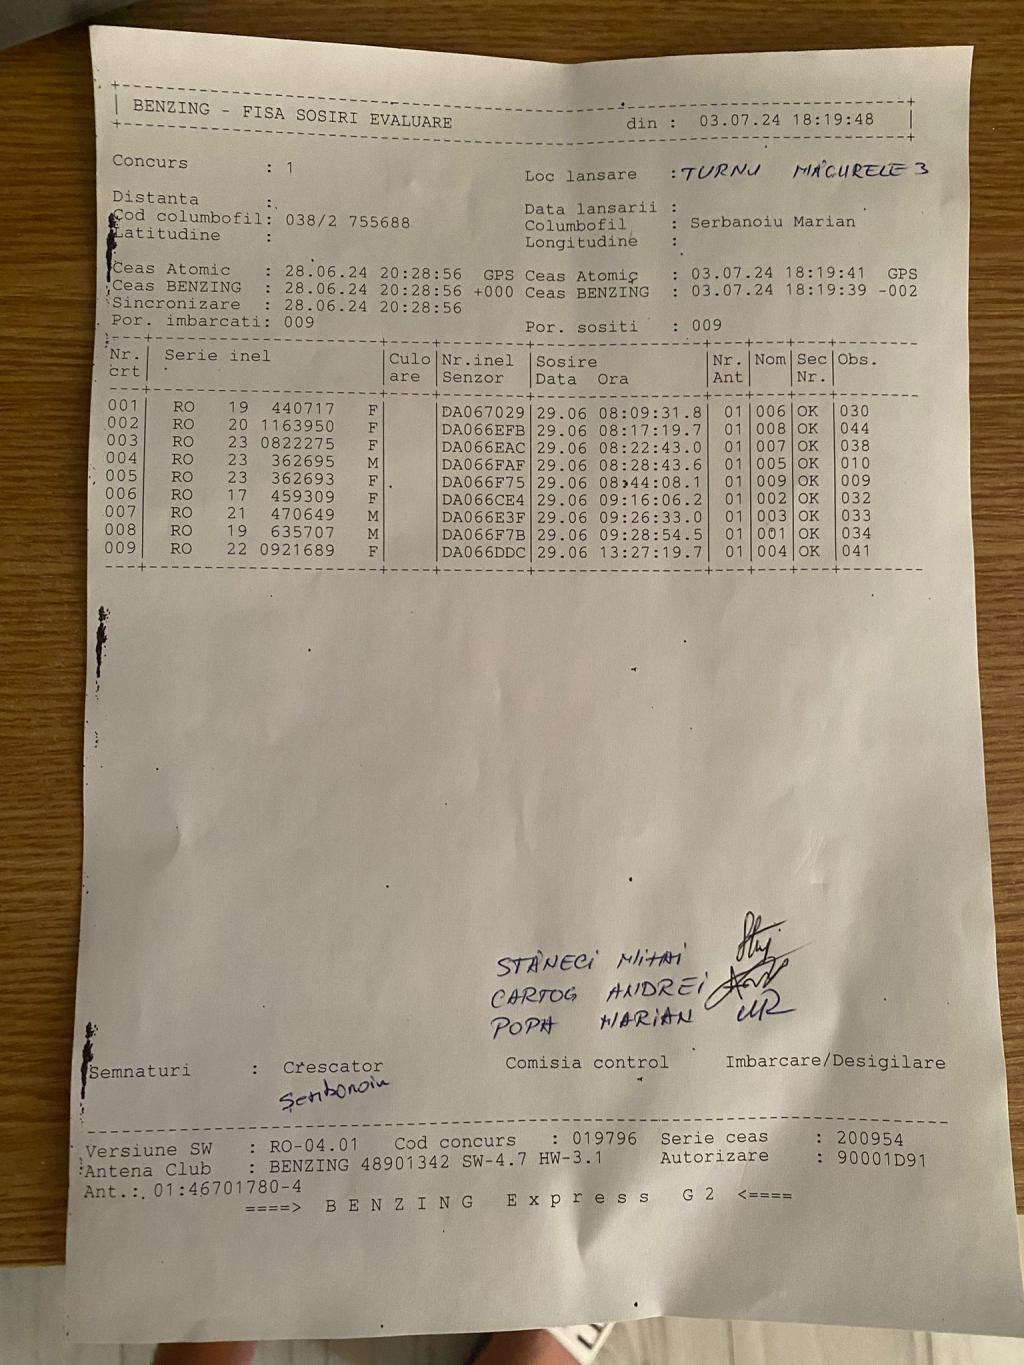 BENZING - FISA SOSIRI EVALUARE din : 03.07.24 18:19:48
Concurs : 1 Loc lansare : TURNU MĂGURELE 3
Distanta : Data lansarii :
Cod columbofil: 038/2 755688 Columbofil : Serbanoiu Marian
Latitudine : Longitudine :
Ceas Atomic : 28.06.24 20:28:56 GPS Ceas Atomic : 03.07.24 18:19:41 GPS
Ceas BENZING : 28.06.24 20:28:56 +000 Ceas BENZING : 03.07.24 18:19:39 -002
Sincronizare : 28.06.24 20:28:56
Por. imbarcati: 009 Por. sositi : 009
Nr. Serie inel Culo Nr.inel Sosire Nr. Nom Sec Obs.
crt are Senzor Data Ora Ant Nr.
001 RO 19 440717 F DA067029 29.06 08:09:31.8 01 006 OK 030
002 RO 20 1163950 F DA066EFB 29.06 08:17:19.7 01 008 OK 044
003 RO 23 0822275 F DA066EAC 29.06 08:22:43.0 01 007 OK 038
004 RO 23 362695 M DA066FAF 29.06 08:28:43.6 01 005 OK 010
005 RO 23 362693 F DA066F75 29.06 08:44:08.1 01 009 OK 009
006 RO 17 459309 F DA066CE4 29.06 09:16:06.2 01 002 OK 032
007 RO 21 470649 M DA066E3F 29.06 09:26:33.0 01 003 OK 033
008 RO 19 635707 M DA066F7B 29.06 09:28:54.5 01 001 OK 034
009 RO 22 0921689 F DA066DDC 29.06 13:27:19.7 01 004 OK 041
STĂNECI MIHAI
CARTOG ANDREI
POPA MARIAN
Semnaturi : Crescator Comisia control Imbarcare/Desigilare
Versiune SW : RO-04.01 Cod concurs : 019796 Serie ceas : 200954
Antena Club : BENZING 48901342 SW-4.7 HW-3.1 Autorizare : 90001D91
Ant.: 01:46701780-4
====> B E N Z I N G E x p r e s s G 2 <====